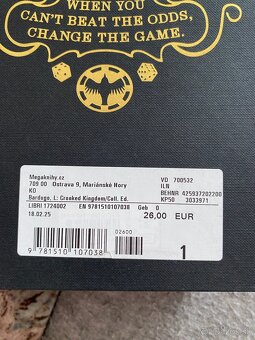 WHEN YOU
CAN'T BEAT THE ODDS,
CHANGE THE GAME.
Megaknihy.cz
709 00 Ostrava 9, Mariánské Hory
KO
VD 700532
ILN
BEHNR 425937202200
Bardugo, L: Crooked Kingdom/Coll. Ed.
KP50 3033971
LIBRI 1724002 EN 9781510107038 Geb 0
18.02.25
26,00 EUR
02600
9 781510 107038
1